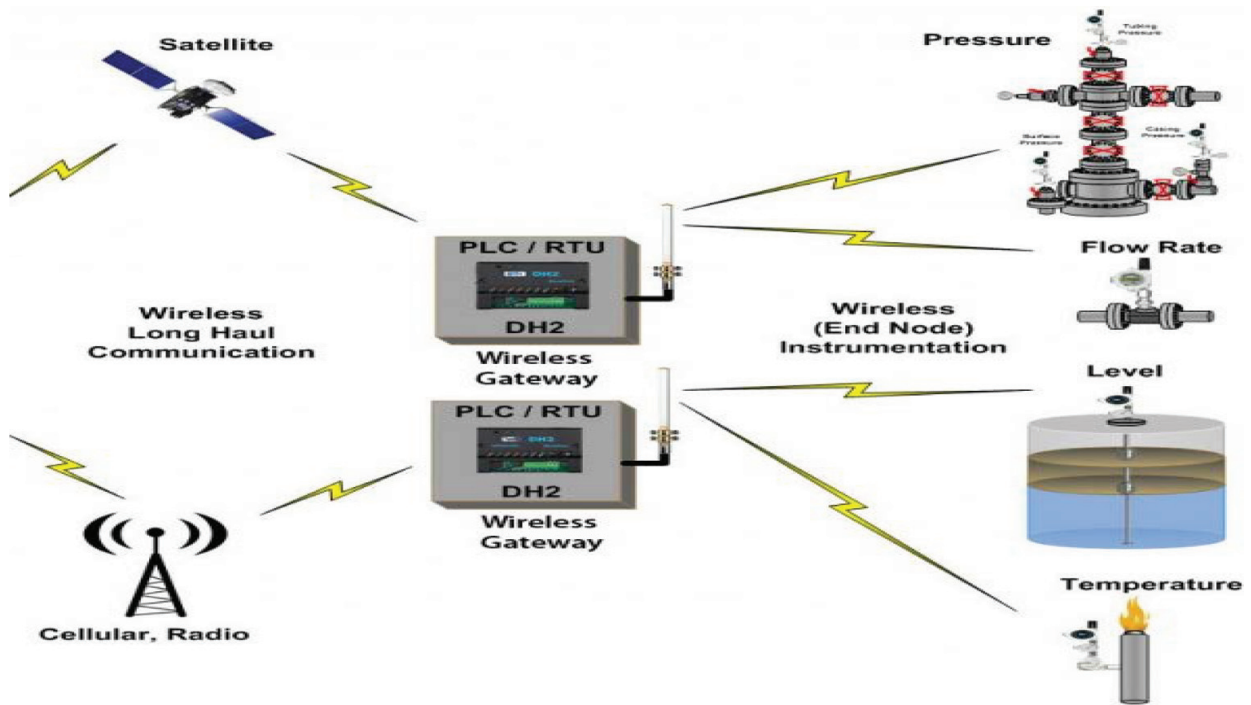 Satellite
Pressure
Tubing
Pressure
Surface
Pressure
Casing
Pressure
PLC / RTU
DH2
DH2
Wireless
Gateway
Flow Rate
Wireless
Long Haul
Communication
Wireless
(End Node)
Instrumentation
Level
PLC / RTU
DH2
DH2
Wireless
Gateway
Cellular, Radio
Temperature